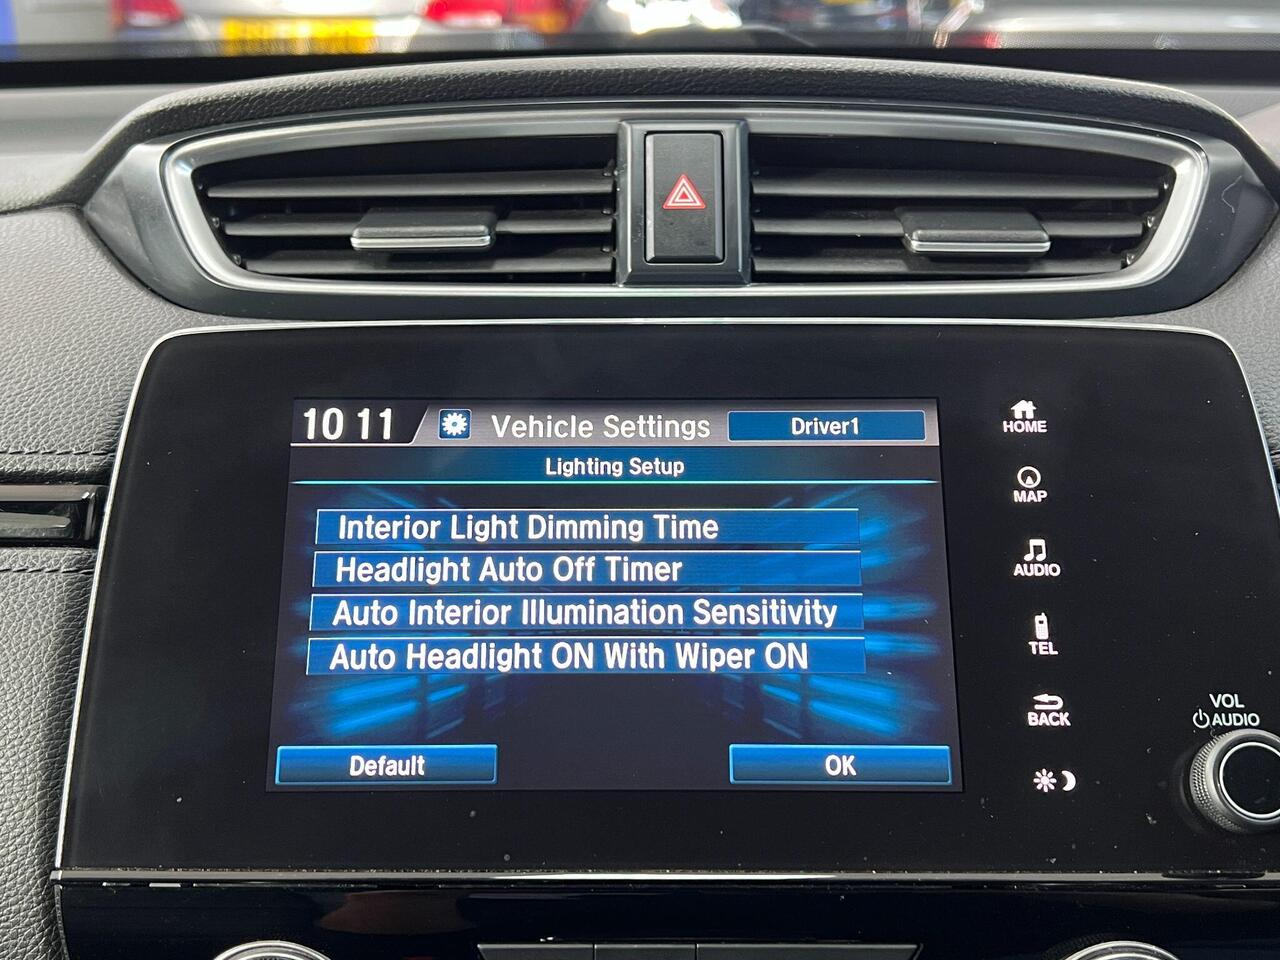 10 11
Vehicle Settings
Driver1
Lighting Setup
Interior Light Dimming Time
Headlight Auto Off Timer
Auto Interior Illumination Sensitivity
Auto Headlight ON With Wiper ON
Default
OK
HOME
MAP
AUDIO
TEL
BACK
VOL
AUDIO